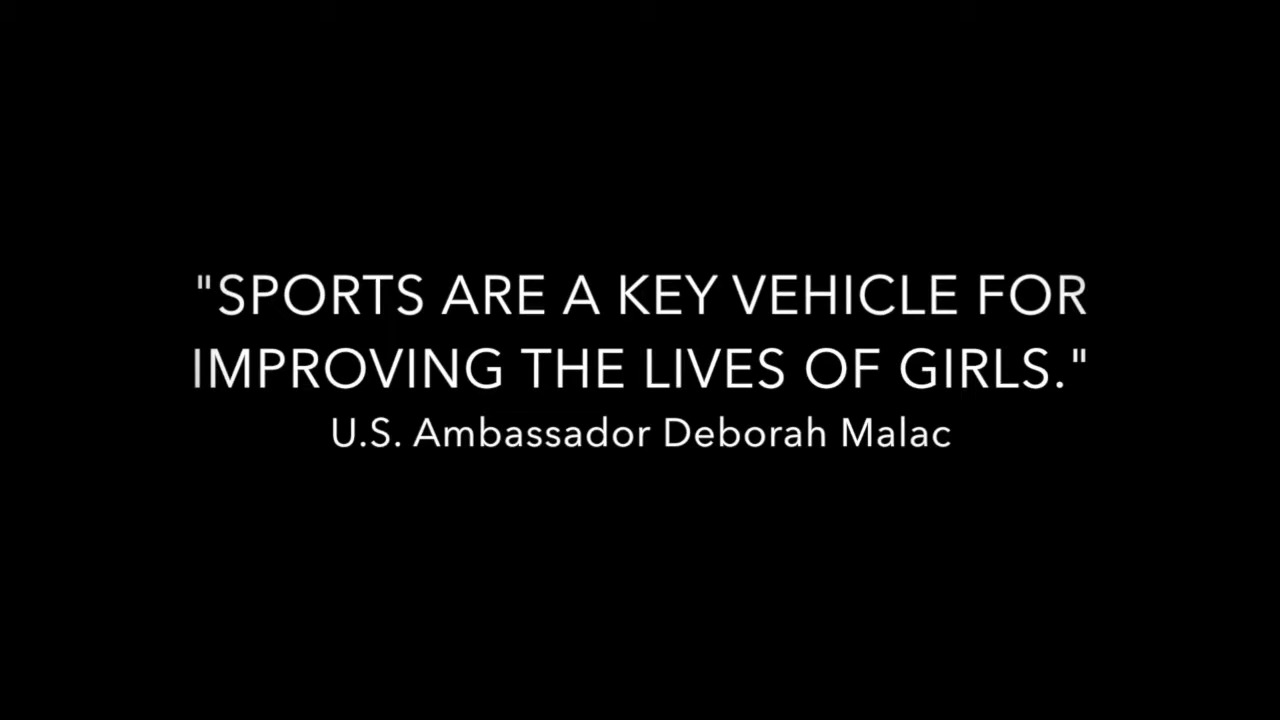 "SPORTS ARE A KEY VEHICLE FOR
IMPROVING THE LIVES OF GIRLS."
U.S. Ambassador Deborah Malac